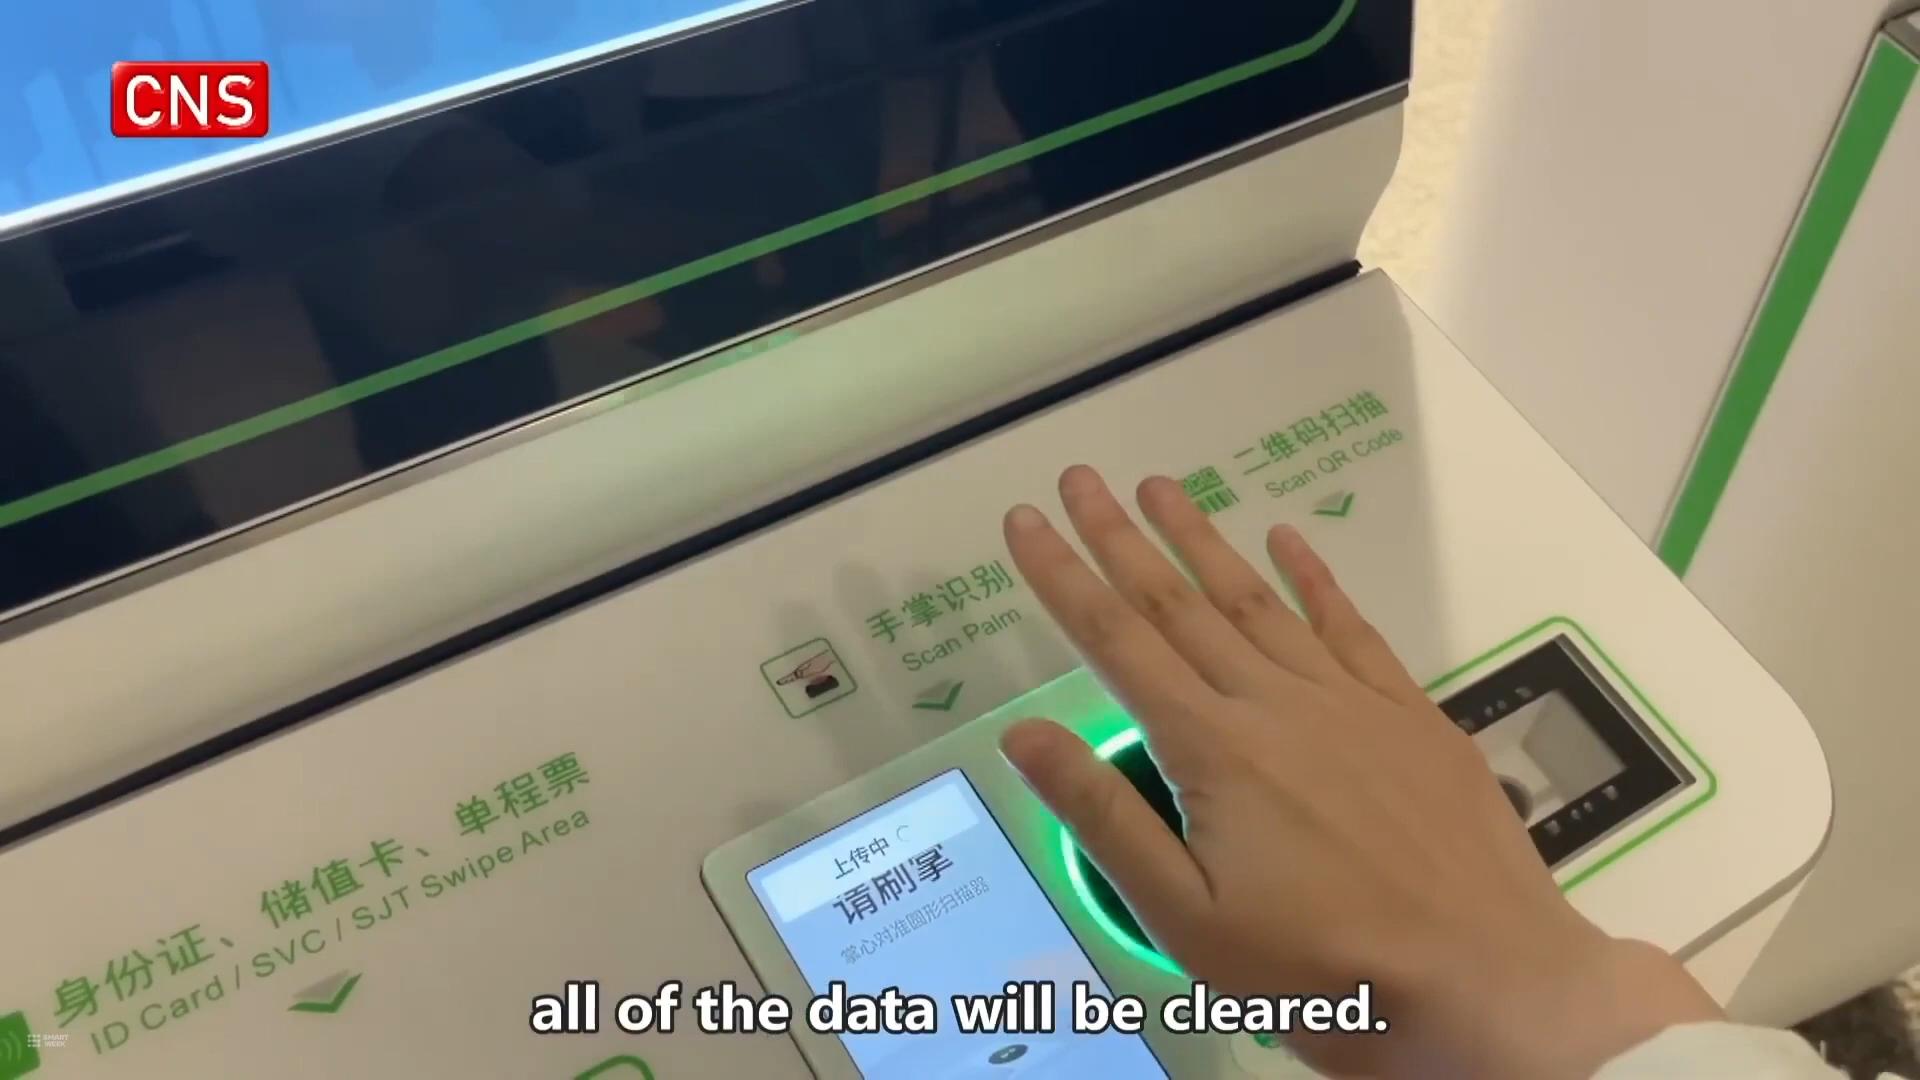 CNS
二维码扫描
Scan QR Code
手掌识别
Scan Palm
身份证、储值卡、单程票
ID Card / SVC / SJT Swipe Area
上传中
请刷掌
掌心对准圆形扫描器
all of the data will be cleared.
SMART
WEEK